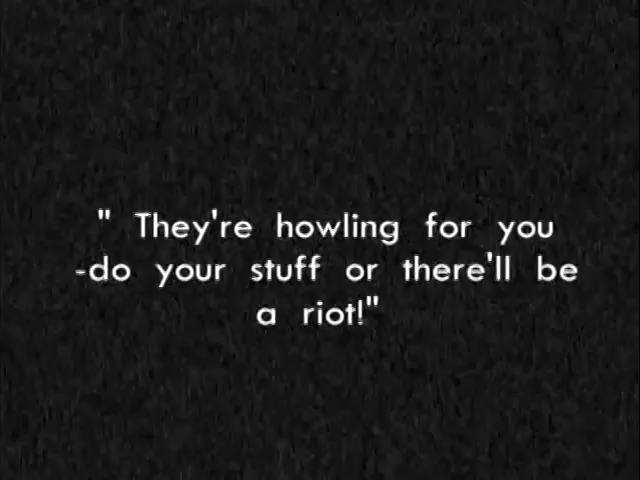 " They're howling for you
-do your stuff or there'll be
a riot!"